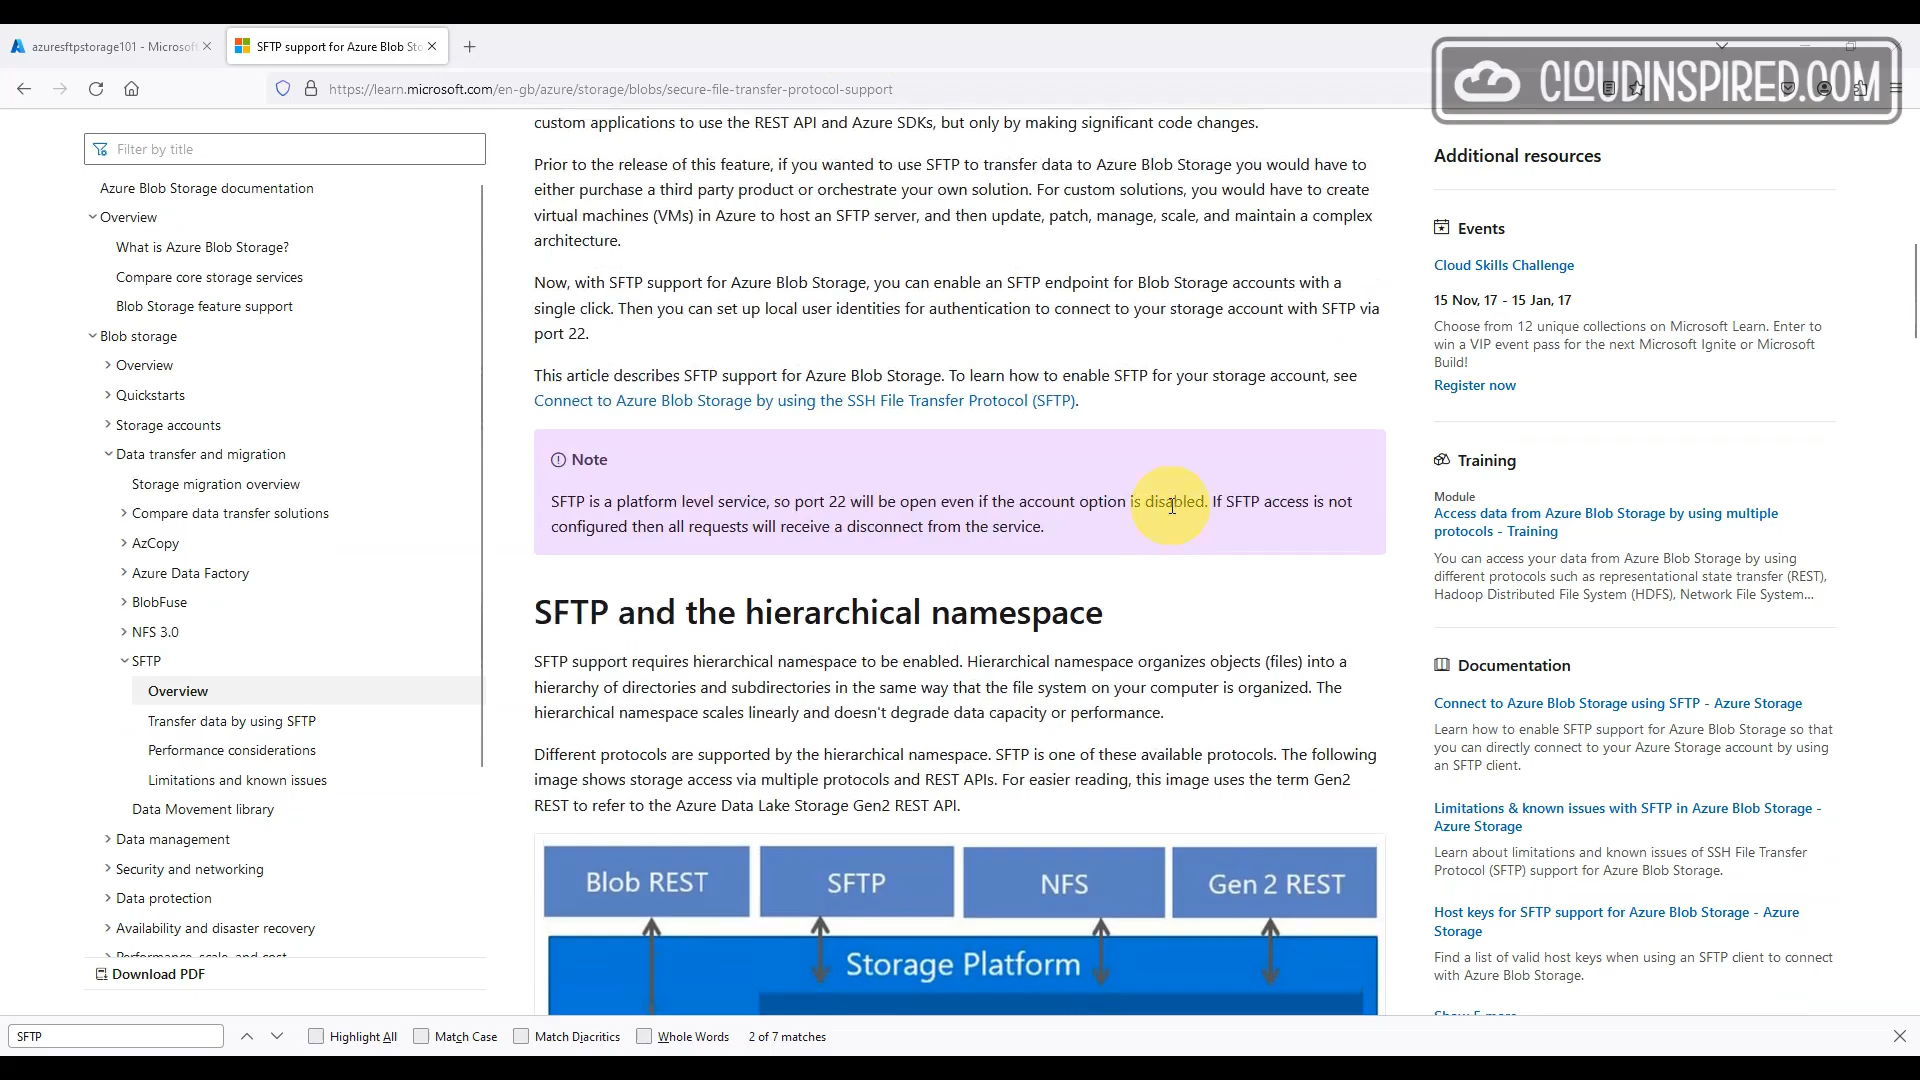 azuresftpstorage101 - Microsof
SFTP support for Azure Blob Sto
https://learn.microsoft.com/en-gb/azure/storage/blobs/secure-file-transfer-protocol-support
CLOUDINSPIRED.COM
Filter by title
Azure Blob Storage documentation
Overview
What is Azure Blob Storage?
Compare core storage services
Blob Storage feature support
Blob storage
Overview
Quickstarts
Storage accounts
Data transfer and migration
Storage migration overview
Compare data transfer solutions
AzCopy
Azure Data Factory
BlobFuse
NFS 3.0
SFTP
Overview
Transfer data by using SFTP
Performance considerations
Limitations and known issues
Data Movement library
Data management
Security and networking
Data protection
Availability and disaster recovery
Performance, scale, and cost
Download PDF
custom applications to use the REST API and Azure SDKs, but only by making significant code changes.
Prior to the release of this feature, if you wanted to use SFTP to transfer data to Azure Blob Storage you would have to
either purchase a third party product or orchestrate your own solution. For custom solutions, you would have to create
virtual machines (VMs) in Azure to host an SFTP server, and then update, patch, manage, scale, and maintain a complex
architecture.
Now, with SFTP support for Azure Blob Storage, you can enable an SFTP endpoint for Blob Storage accounts with a
single click. Then you can set up local user identities for authentication to connect to your storage account with SFTP via
port 22.
This article describes SFTP support for Azure Blob Storage. To learn how to enable SFTP for your storage account, see
Connect to Azure Blob Storage by using the SSH File Transfer Protocol (SFTP).
Note
SFTP is a platform level service, so port 22 will be open even if the account option is disabled. If SFTP access is not
configured then all requests will receive a disconnect from the service.
SFTP and the hierarchical namespace
SFTP support requires hierarchical namespace to be enabled. Hierarchical namespace organizes objects (files) into a
hierarchy of directories and subdirectories in the same way that the file system on your computer is organized. The
hierarchical namespace scales linearly and doesn't degrade data capacity or performance.
Different protocols are supported by the hierarchical namespace. SFTP is one of these available protocols. The following
image shows storage access via multiple protocols and REST APIs. For easier reading, this image uses the term Gen2
REST to refer to the Azure Data Lake Storage Gen2 REST API.
Blob REST
SFTP
NFS
Gen 2 REST
Storage Platform
Additional resources
Events
Cloud Skills Challenge
15 Nov, 17 - 15 Jan, 17
Choose from 12 unique collections on Microsoft Learn. Enter to
win a VIP event pass for the next Microsoft Ignite or Microsoft
Build!
Register now
Training
Module
Access data from Azure Blob Storage by using multiple
protocols - Training
You can access your data from Azure Blob Storage by using
different protocols such as representational state transfer (REST),
Hadoop Distributed File System (HDFS), Network File System...
Documentation
Connect to Azure Blob Storage using SFTP - Azure Storage
Learn how to enable SFTP support for Azure Blob Storage so that
you can directly connect to your Azure Storage account by using
an SFTP client.
Limitations & known issues with SFTP in Azure Blob Storage -
Azure Storage
Learn about limitations and known issues of SSH File Transfer
Protocol (SFTP) support for Azure Blob Storage.
Host keys for SFTP support for Azure Blob Storage - Azure
Storage
Find a list of valid host keys when using an SFTP client to connect
with Azure Blob Storage.
Show 5 more
SFTP
Highlight All
Match Case
Match Diacritics
Whole Words
2 of 7 matches